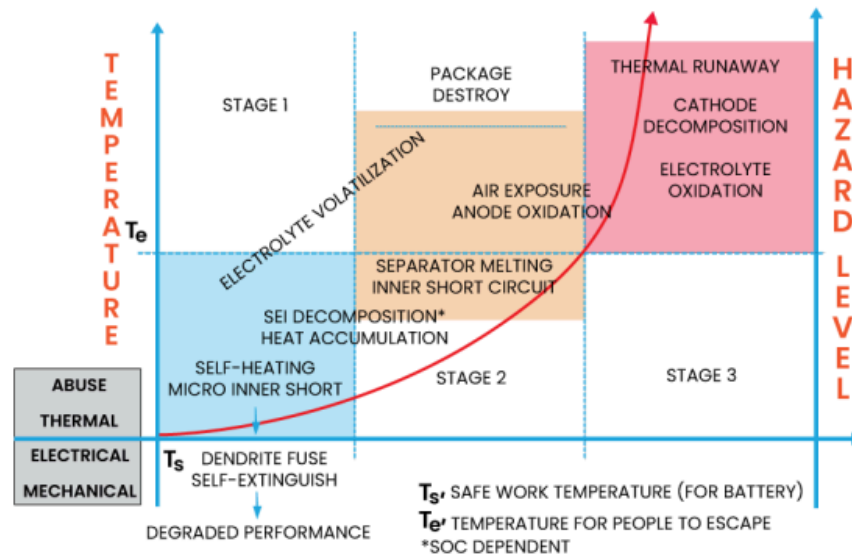 TEMPERATURE
HAZARD LEVEL
STAGE 1
PACKAGE
DESTROY
THERMAL RUNAWAY
CATHODE
DECOMPOSITION
ELECTROLYTE
OXIDATION
ELECTROLYTE VOLATILIZATION
AIR EXPOSURE
ANODE OXIDATION
Te
SEPARATOR MELTING
INNER SHORT CIRCUIT
SEI DECOMPOSITION*
HEAT ACCUMULATION
SELF-HEATING
MICRO INNER SHORT
STAGE 2
STAGE 3
ABUSE
THERMAL
ELECTRICAL
MECHANICAL
Ts
DENDRITE FUSE
SELF-EXTINGUISH
DEGRADED PERFORMANCE
Ts, SAFE WORK TEMPERATURE (FOR BATTERY)
Te, TEMPERATURE FOR PEOPLE TO ESCAPE
*SOC DEPENDENT